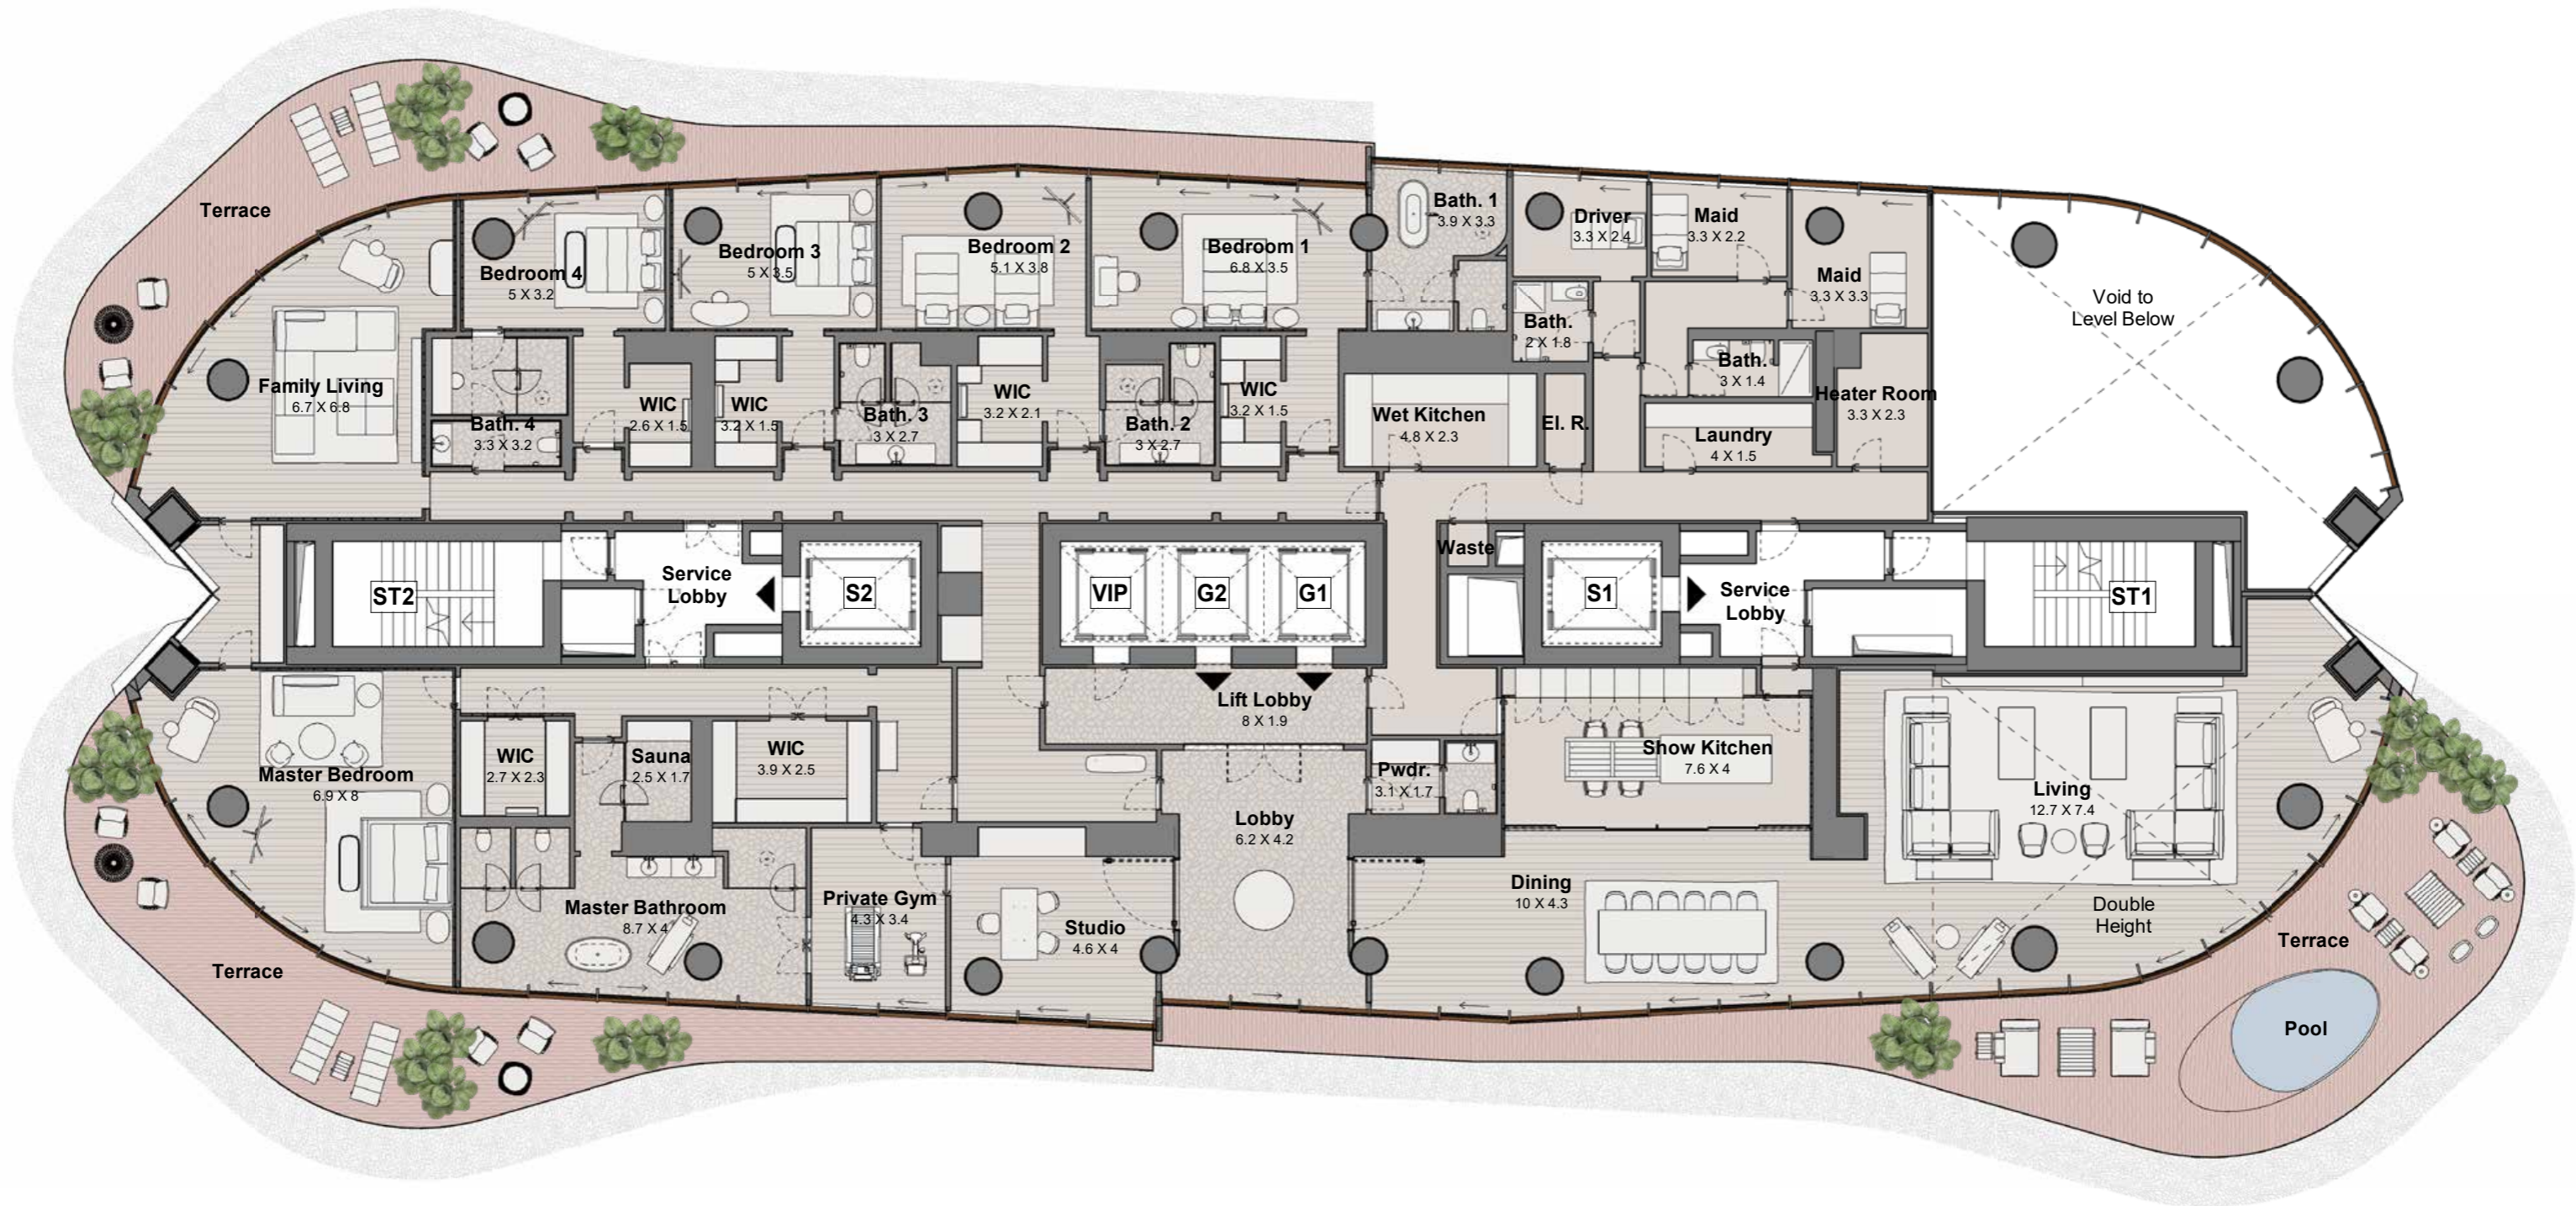 Terrace
Family Living
6.7 X 6.8
Bedroom 4
5 X 3.2
Bedroom 3
5 X 3.5
Bedroom 2
5.1 X 3.8
Bedroom 1
6.8 X 3.5
Bath. 1
3.9 X 3.3
Driver
3.3 X 2.4
Maid
3.3 X 2.2
Maid
3.3 X 3.3
Void to
Level Below
Bath. 4
3.3 X 3.2
WIC
2.6 X 1.5
WIC
3.2 X 1.5
Bath. 3
3 X 2.7
WIC
3.2 X 2.1
Bath. 2
3 X 2.7
WIC
3.2 X 1.5
Wet Kitchen
4.8 X 2.3
El. R.
Bath.
2 X 1.8
Bath.
3 X 1.4
Laundry
4 X 1.5
Heater Room
3.3 X 2.3
ST2
Service
Lobby
S2
VIP
G2
G1
Waste
S1
Service
Lobby
ST1
Lift Lobby
8 X 1.9
Master Bedroom
6.9 X 8
WIC
2.7 X 2.3
Sauna
2.5 X 1.7
WIC
3.9 X 2.5
Lobby
6.2 X 4.2
Pwdr.
3.1 X 1.7
Show Kitchen
7.6 X 4
Living
12.7 X 7.4
Master Bathroom
8.7 X 4
Private Gym
4.3 X 3.4
Studio
4.6 X 4
Dining
10 X 4.3
Double
Height
Terrace
Terrace
Pool